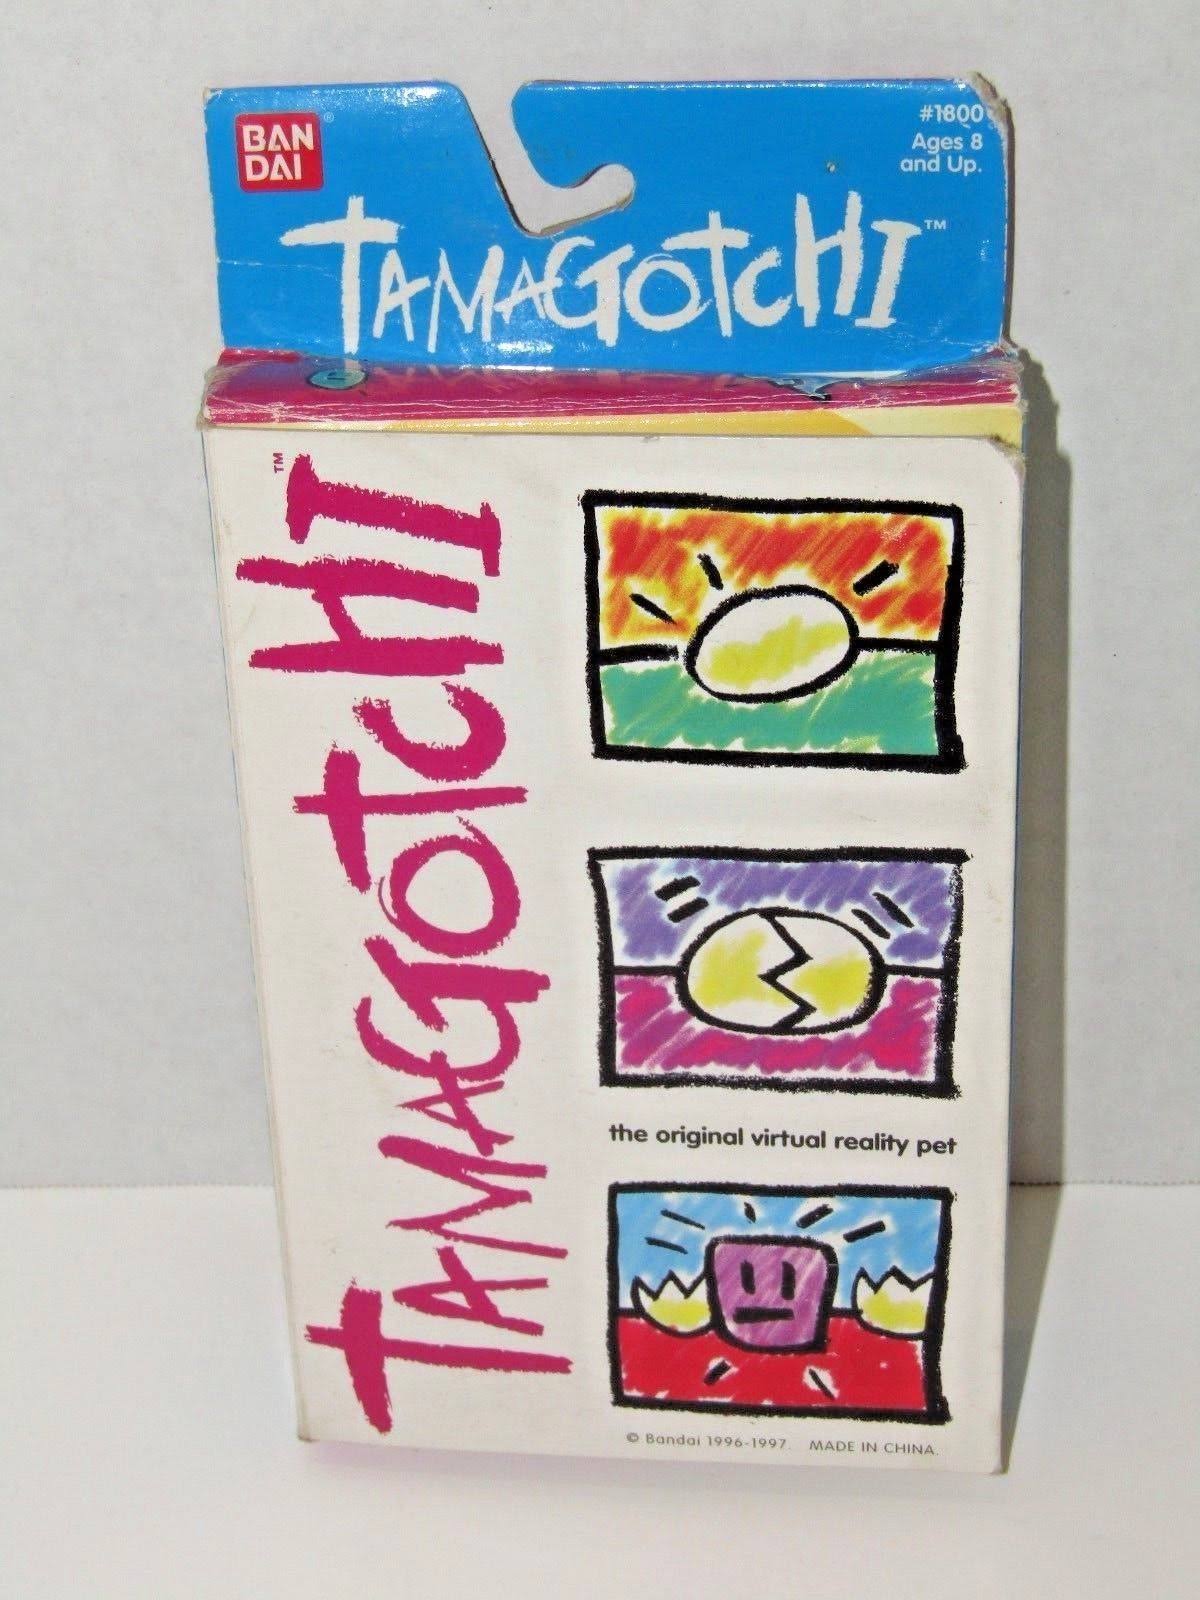 BAN
DAI
®
#1800
Ages 8
and Up.
TAMAGOTCHI™
TAMAGOTCHI™
the original virtual reality pet
© Bandai 1996-1997. MADE IN CHINA.